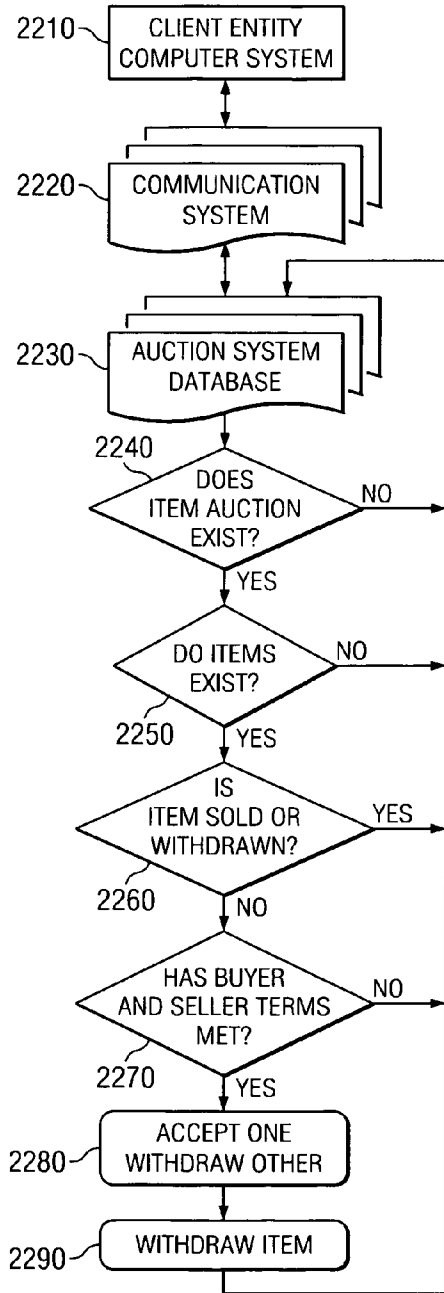 2210
CLIENT ENTITY
COMPUTER SYSTEM
2220
COMMUNICATION
SYSTEM
2230
AUCTION SYSTEM
DATABASE
2240
DOES
ITEM AUCTION
EXIST?
NO
YES
DO ITEMS
EXIST?
NO
2250
YES
IS
ITEM SOLD OR
WITHDRAWN?
YES
2260
NO
HAS BUYER
AND SELLER TERMS
MET?
NO
2270
YES
2280
ACCEPT ONE
WITHDRAW OTHER
2290
WITHDRAW ITEM